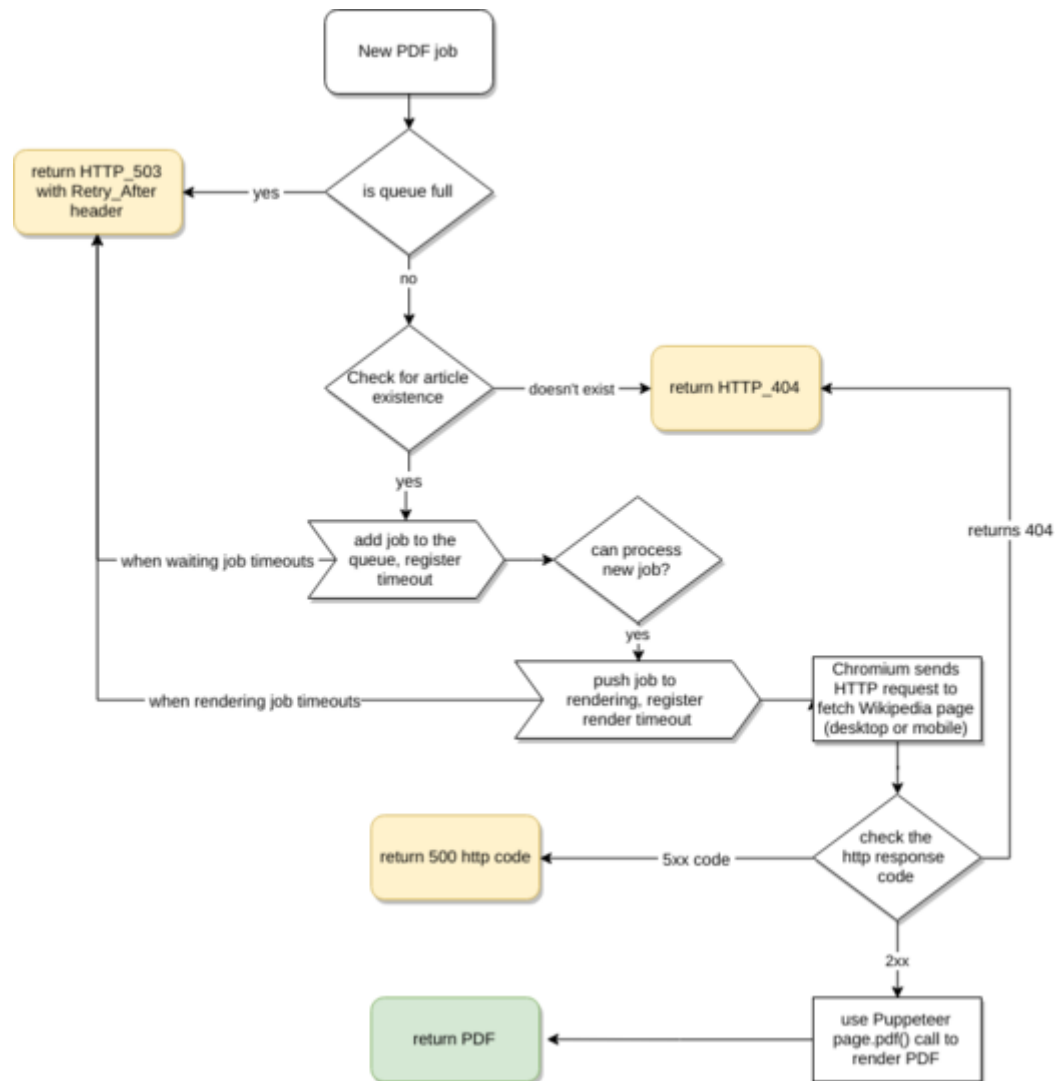 New PDF job
is queue full
yes
return HTTP_503
with Retry_After
header
no
Check for article
existence
doesn't exist
return HTTP_404
yes
add job to the
queue, register
timeout
when waiting job timeouts
can process
new job?
returns 404
yes
push job to
rendering, register
render timeout
when rendering job timeouts
Chromium sends
HTTP request to
fetch Wikipedia page
(desktop or mobile)
check the
http response
code
5xx code
return 500 http code
2xx
use Puppeteer
page.pdf() call to
render PDF
return PDF